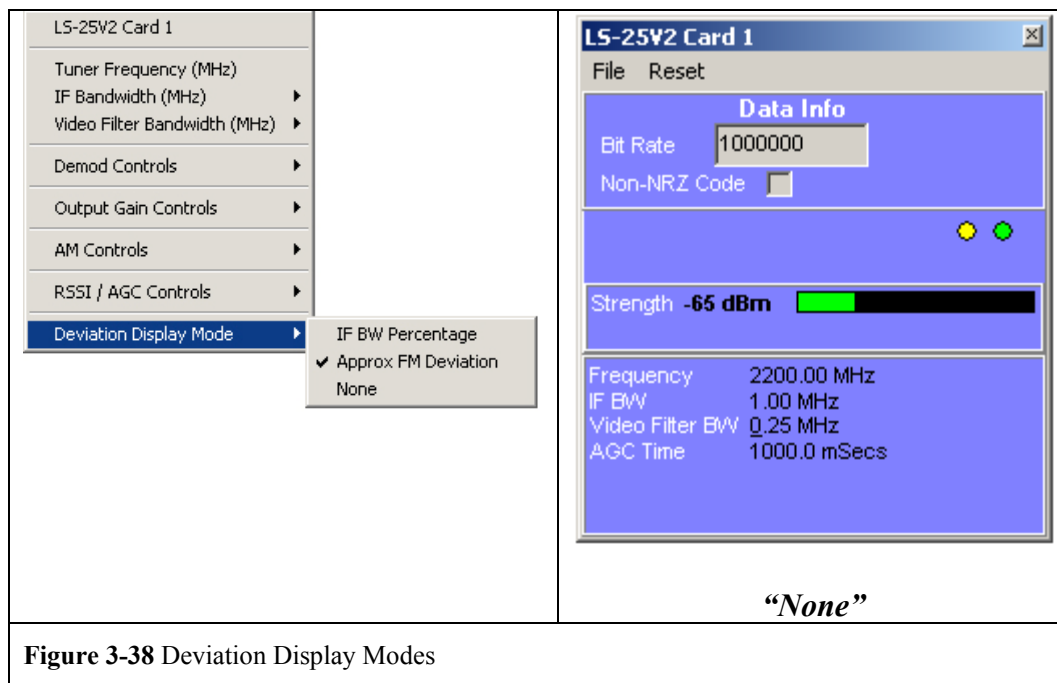 LS-25V2 Card 1
Tuner Frequency (MHz)
IF Bandwidth (MHz)
Video Filter Bandwidth (MHz)
Demod Controls
Output Gain Controls
AM Controls
RSSI / AGC Controls
Deviation Display Mode
IF BW Percentage
Approx FM Deviation
None
LS-25V2 Card 1
File Reset
Data Info
Bit Rate 1000000
Non-NRZ Code
Strength -65 dBm
Frequency 2200.00 MHz
IF BW 1.00 MHz
Video Filter BW 0.25 MHz
AGC Time 1000.0 mSecs
“None”
Figure 3-38 Deviation Display Modes